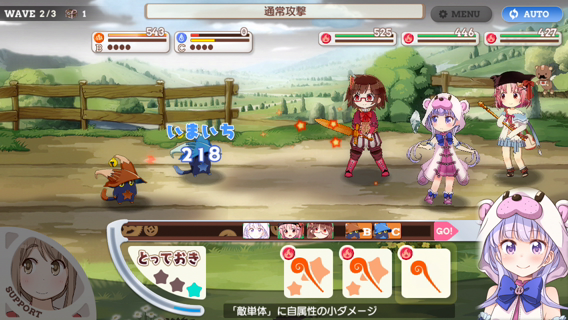 WAVE 2/3 1
通常攻撃
MENU
AUTO
543
B
0
C
525
446
427
いまいち
218
B
C
GO!
とっておき
SUPPORT
「敵単体」に自属性の小ダメージ